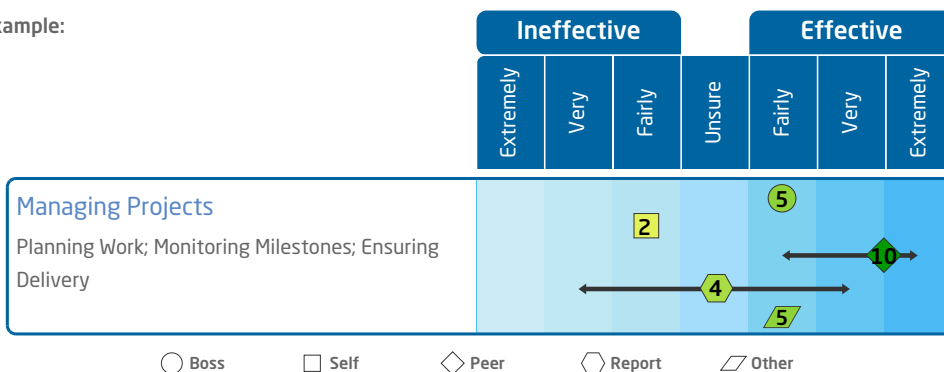 xample:
Ineffective
Effective
Extremely
Very
Fairly
Unsure
Fairly
Very
Extremely
Managing Projects
Planning Work; Monitoring Milestones; Ensuring
Delivery
5
2
10
4
5
Boss
Self
Peer
Report
Other